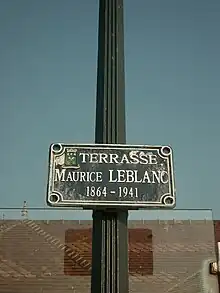 TERRASSE
MAURICE LEBLANC
1864 - 1941